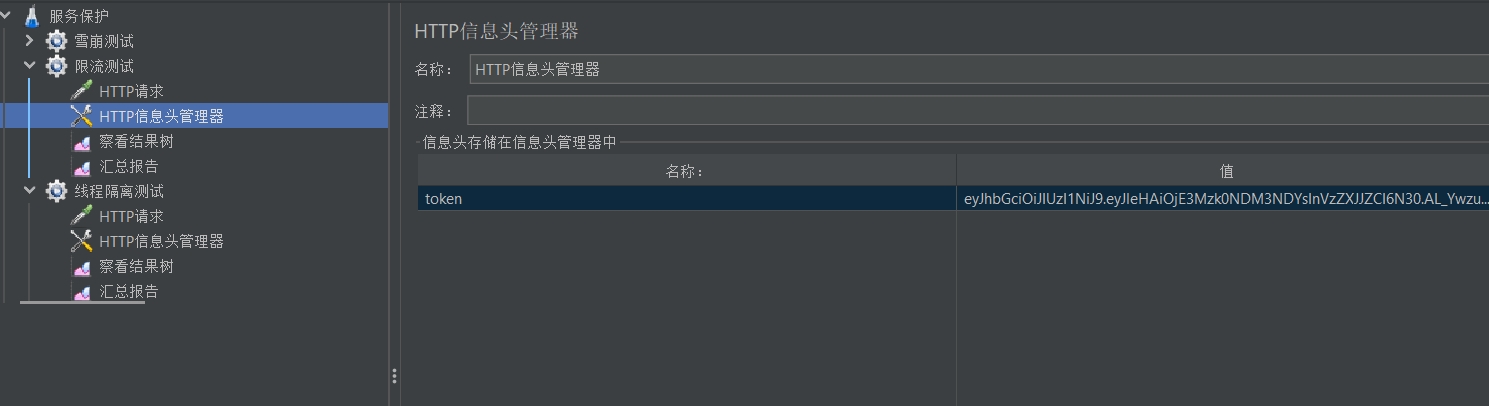 服务保护
雪崩测试
限流测试
HTTP请求
HTTP信息头管理器
察看结果树
汇总报告
线程隔离测试
HTTP请求
HTTP信息头管理器
察看结果树
汇总报告
HTTP信息头管理器
名称： HTTP信息头管理器
注释：
信息头存储在信息头管理器中
名称： 值
token eyJhbGciOiJIUzI1NiJ9.eyJleHAiOjE3Mzk0NDM3NDYsInVzZXJJZCI6N30.AL_Ywzu...